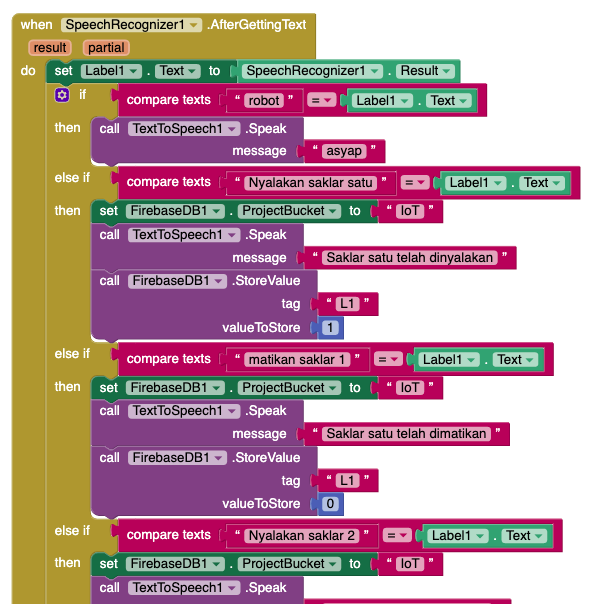 when SpeechRecognizer1 .AfterGettingText
result partial
do set Label1 . Text to SpeechRecognizer1 . Result
if compare texts “ robot ” = Label1 . Text
then call TextToSpeech1 .Speak
message “ asyap ”
else if compare texts “ Nyalakan saklar satu ” = Label1 . Text
then set FirebaseDB1 . ProjectBucket to “ IoT ”
call TextToSpeech1 .Speak
message “ Saklar satu telah dinyalakan ”
call FirebaseDB1 .StoreValue
tag “ L1 ”
valueToStore 1
else if compare texts “ matikan saklar 1 ” = Label1 . Text
then set FirebaseDB1 . ProjectBucket to “ IoT ”
call TextToSpeech1 .Speak
message “ Saklar satu telah dimatikan ”
call FirebaseDB1 .StoreValue
tag “ L1 ”
valueToStore 0
else if compare texts “ Nyalakan saklar 2 ” = Label1 . Text
then set FirebaseDB1 . ProjectBucket to “ IoT ”
call TextToSpeech1 .Speak